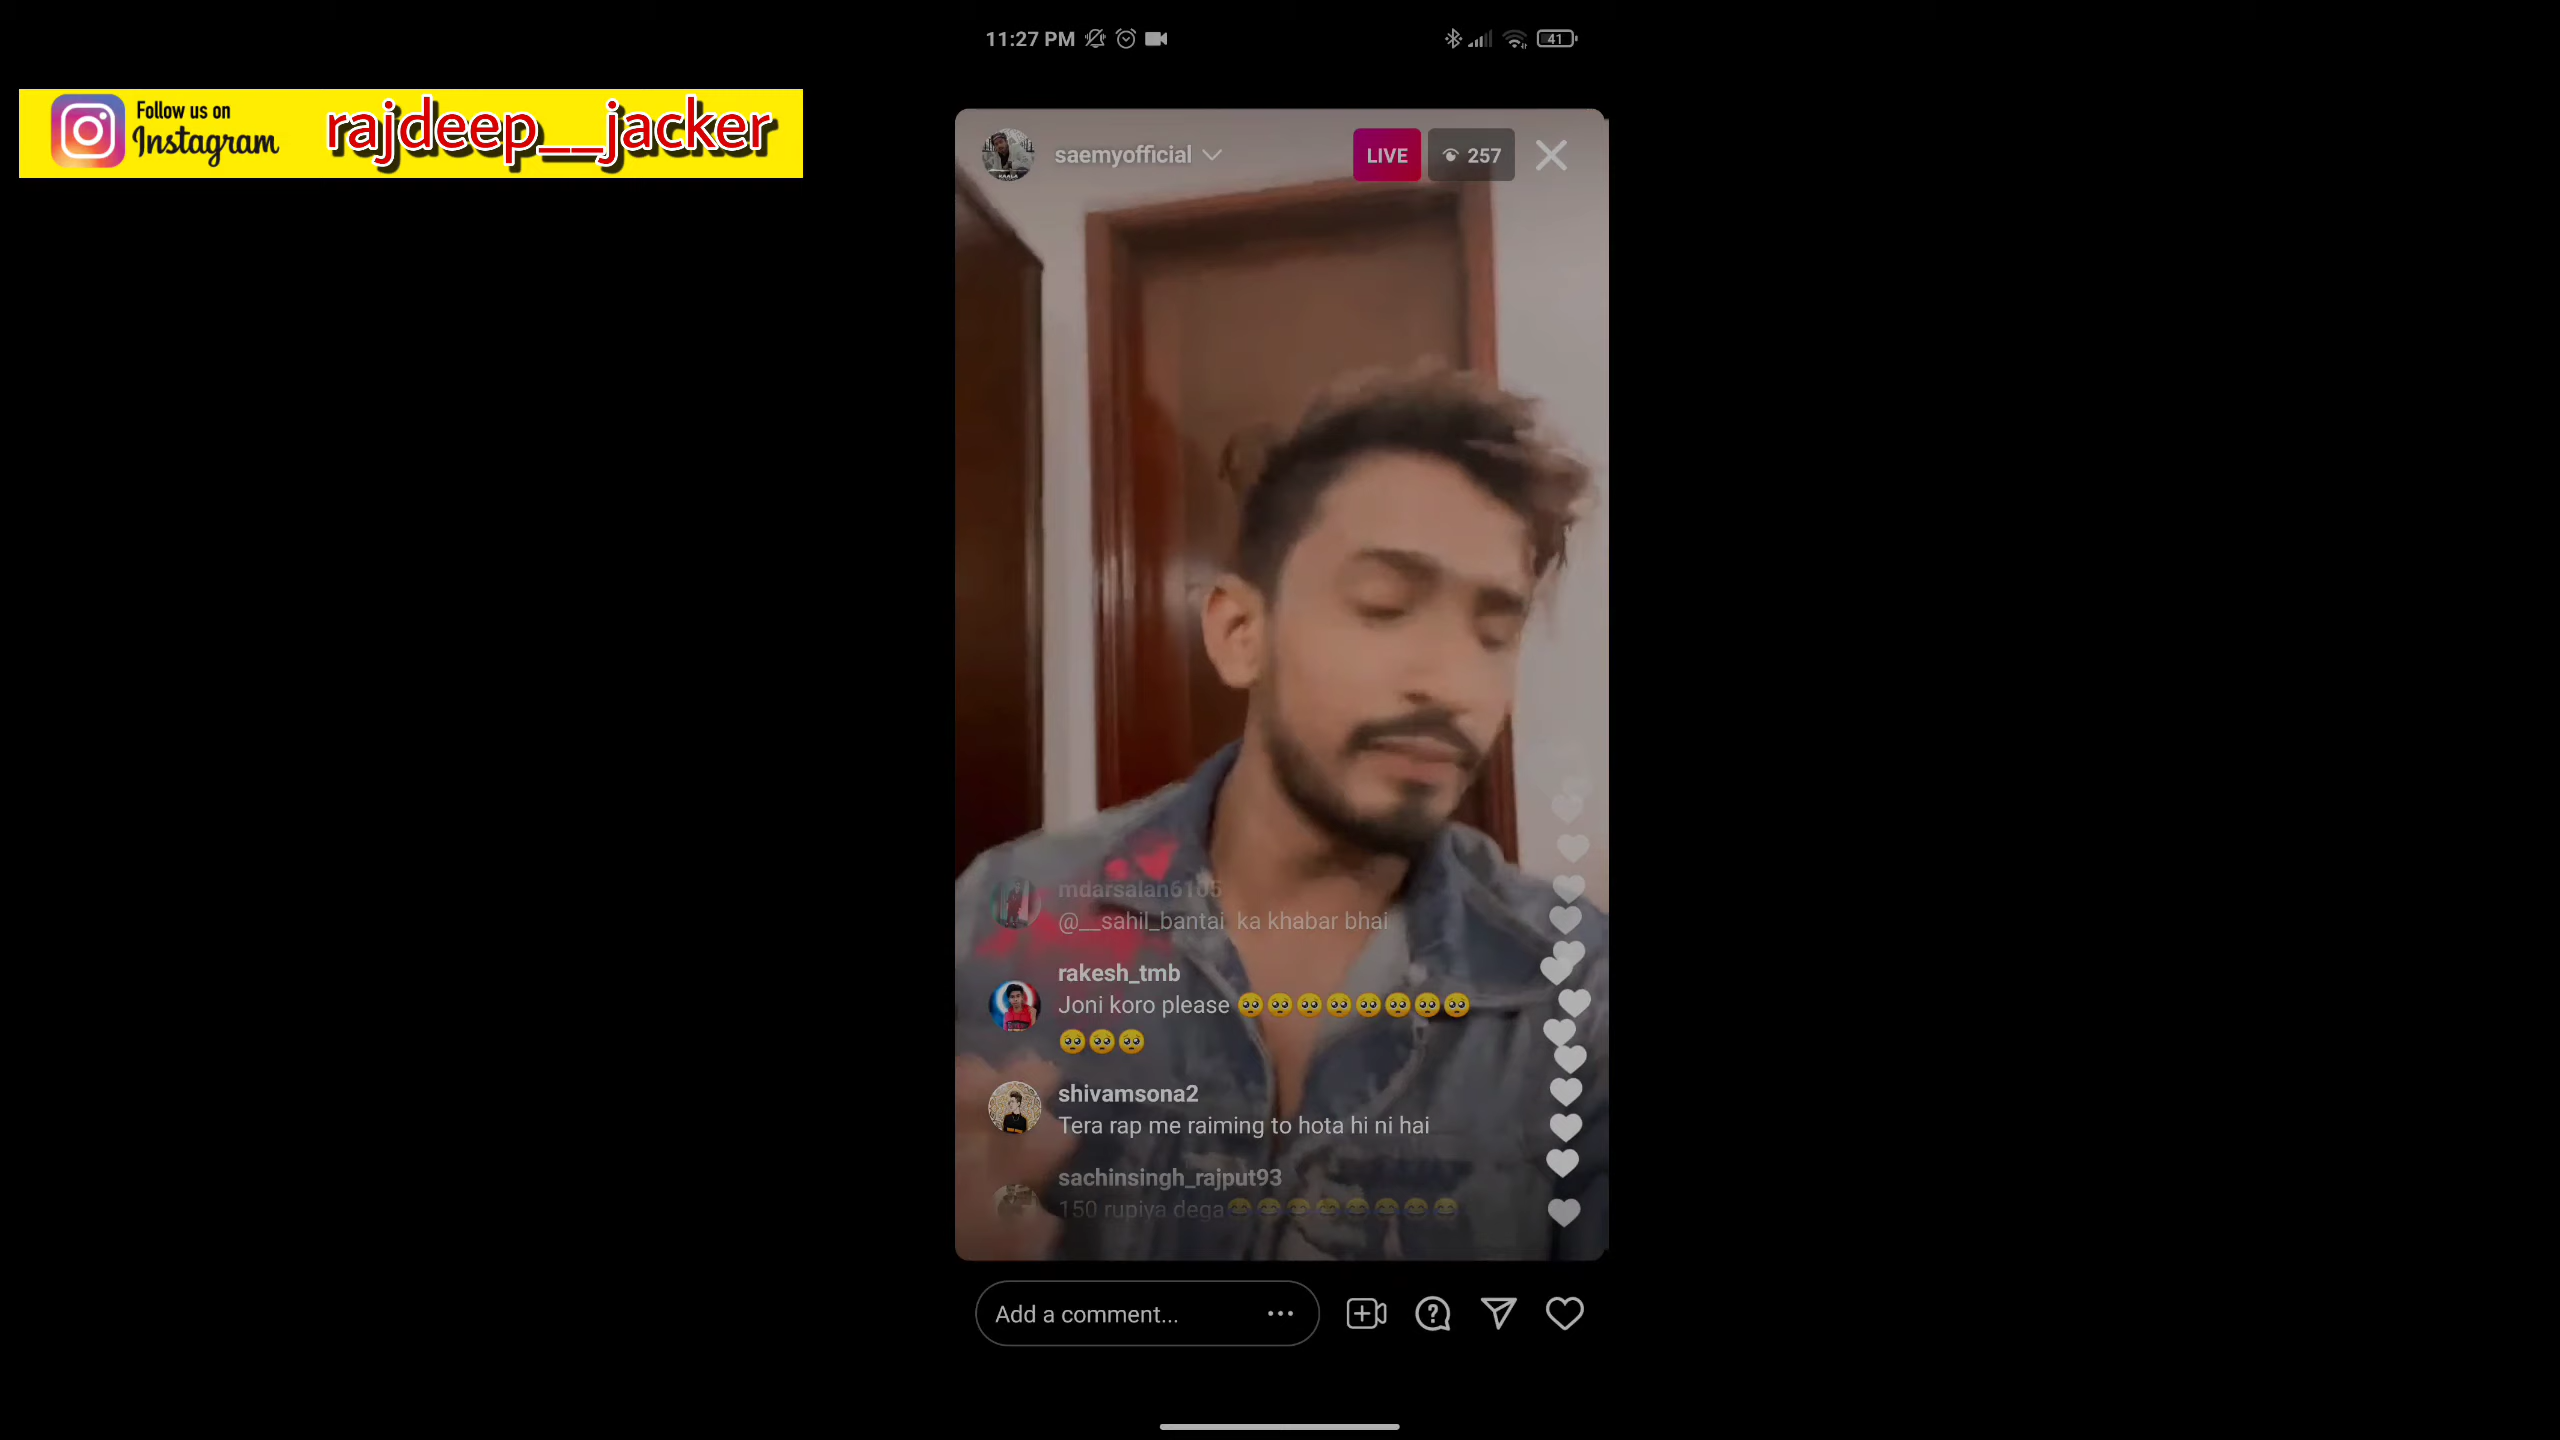 11:27 PM
41
Follow us on
Instagram
rajdeep__jacker
saemyofficial
LIVE
257
mdarsalan6105
@__sahil_bantai ka khabar bhai
rakesh_tmb
Joni koro please 🥺🥺🥺🥺🥺🥺🥺🥺
🥺🥺🥺
shivamsona2
Tera rap me raiming to hota hi ni hai
sachinsingh_rajput93
150 rupiya dega😂😂😂😂😂😂😂😂
Add a comment...